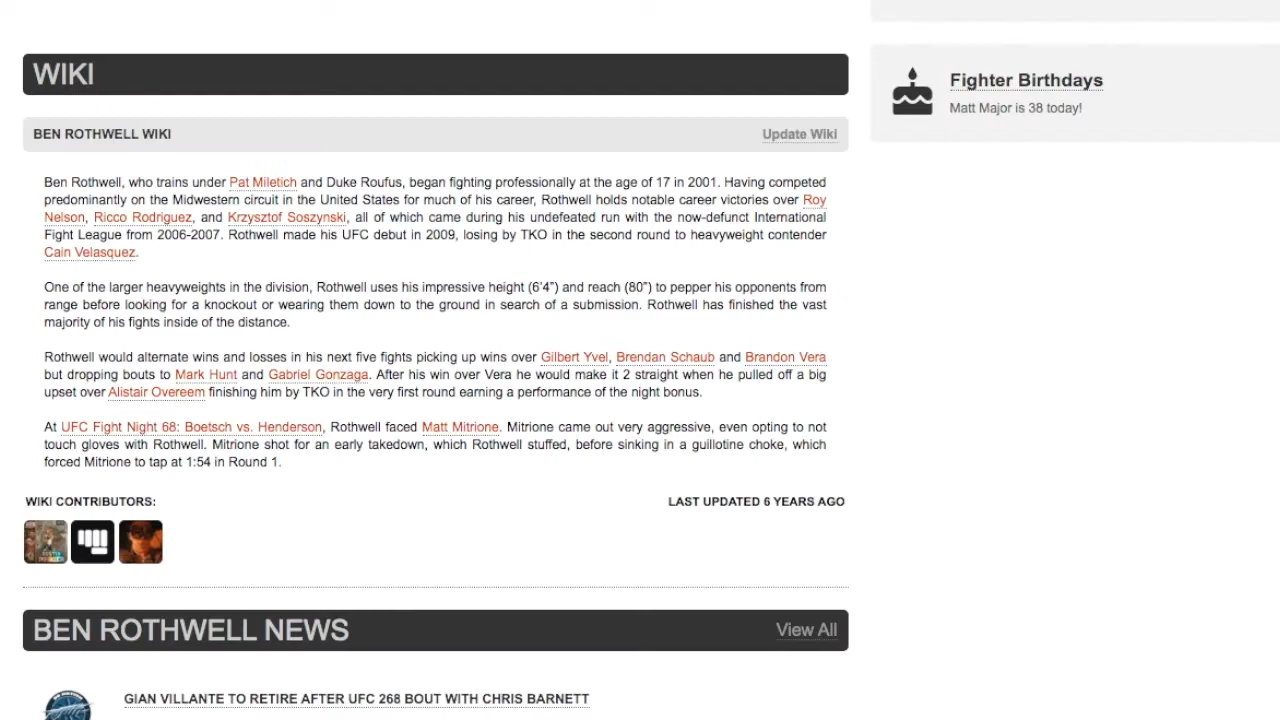 WIKI
BEN ROTHWELL WIKI
Update Wiki
Ben Rothwell, who trains under Pat Miletich and Duke Roufus, began fighting professionally at the age of 17 in 2001. Having competed
predominantly on the Midwestern circuit in the United States for much of his career, Rothwell holds notable career victories over Roy
Nelson, Ricco Rodriguez, and Krzysztof Soszynski, all of which came during his undefeated run with the now-defunct International
Fight League from 2006-2007. Rothwell made his UFC debut in 2009, losing by TKO in the second round to heavyweight contender
Cain Velasquez.
One of the larger heavyweights in the division, Rothwell uses his impressive height (6'4") and reach (80") to pepper his opponents from
range before looking for a knockout or wearing them down to the ground in search of a submission. Rothwell has finished the vast
majority of his fights inside of the distance.
Rothwell would alternate wins and losses in his next five fights picking up wins over Gilbert Yvel, Brendan Schaub and Brandon Vera
but dropping bouts to Mark Hunt and Gabriel Gonzaga. After his win over Vera he would make it 2 straight when he pulled off a big
upset over Alistair Overeem finishing him by TKO in the very first round earning a performance of the night bonus.
At UFC Fight Night 68: Boetsch vs. Henderson, Rothwell faced Matt Mitrione. Mitrione came out very aggressive, even opting to not
touch gloves with Rothwell. Mitrione shot for an early takedown, which Rothwell stuffed, before sinking in a guillotine choke, which
forced Mitrione to tap at 1:54 in Round 1.
WIKI CONTRIBUTORS:
LAST UPDATED 6 YEARS AGO
BEN ROTHWELL NEWS
View All
GIAN VILLANTE TO RETIRE AFTER UFC 268 BOUT WITH CHRIS BARNETT
Fighter Birthdays
Matt Major is 38 today!